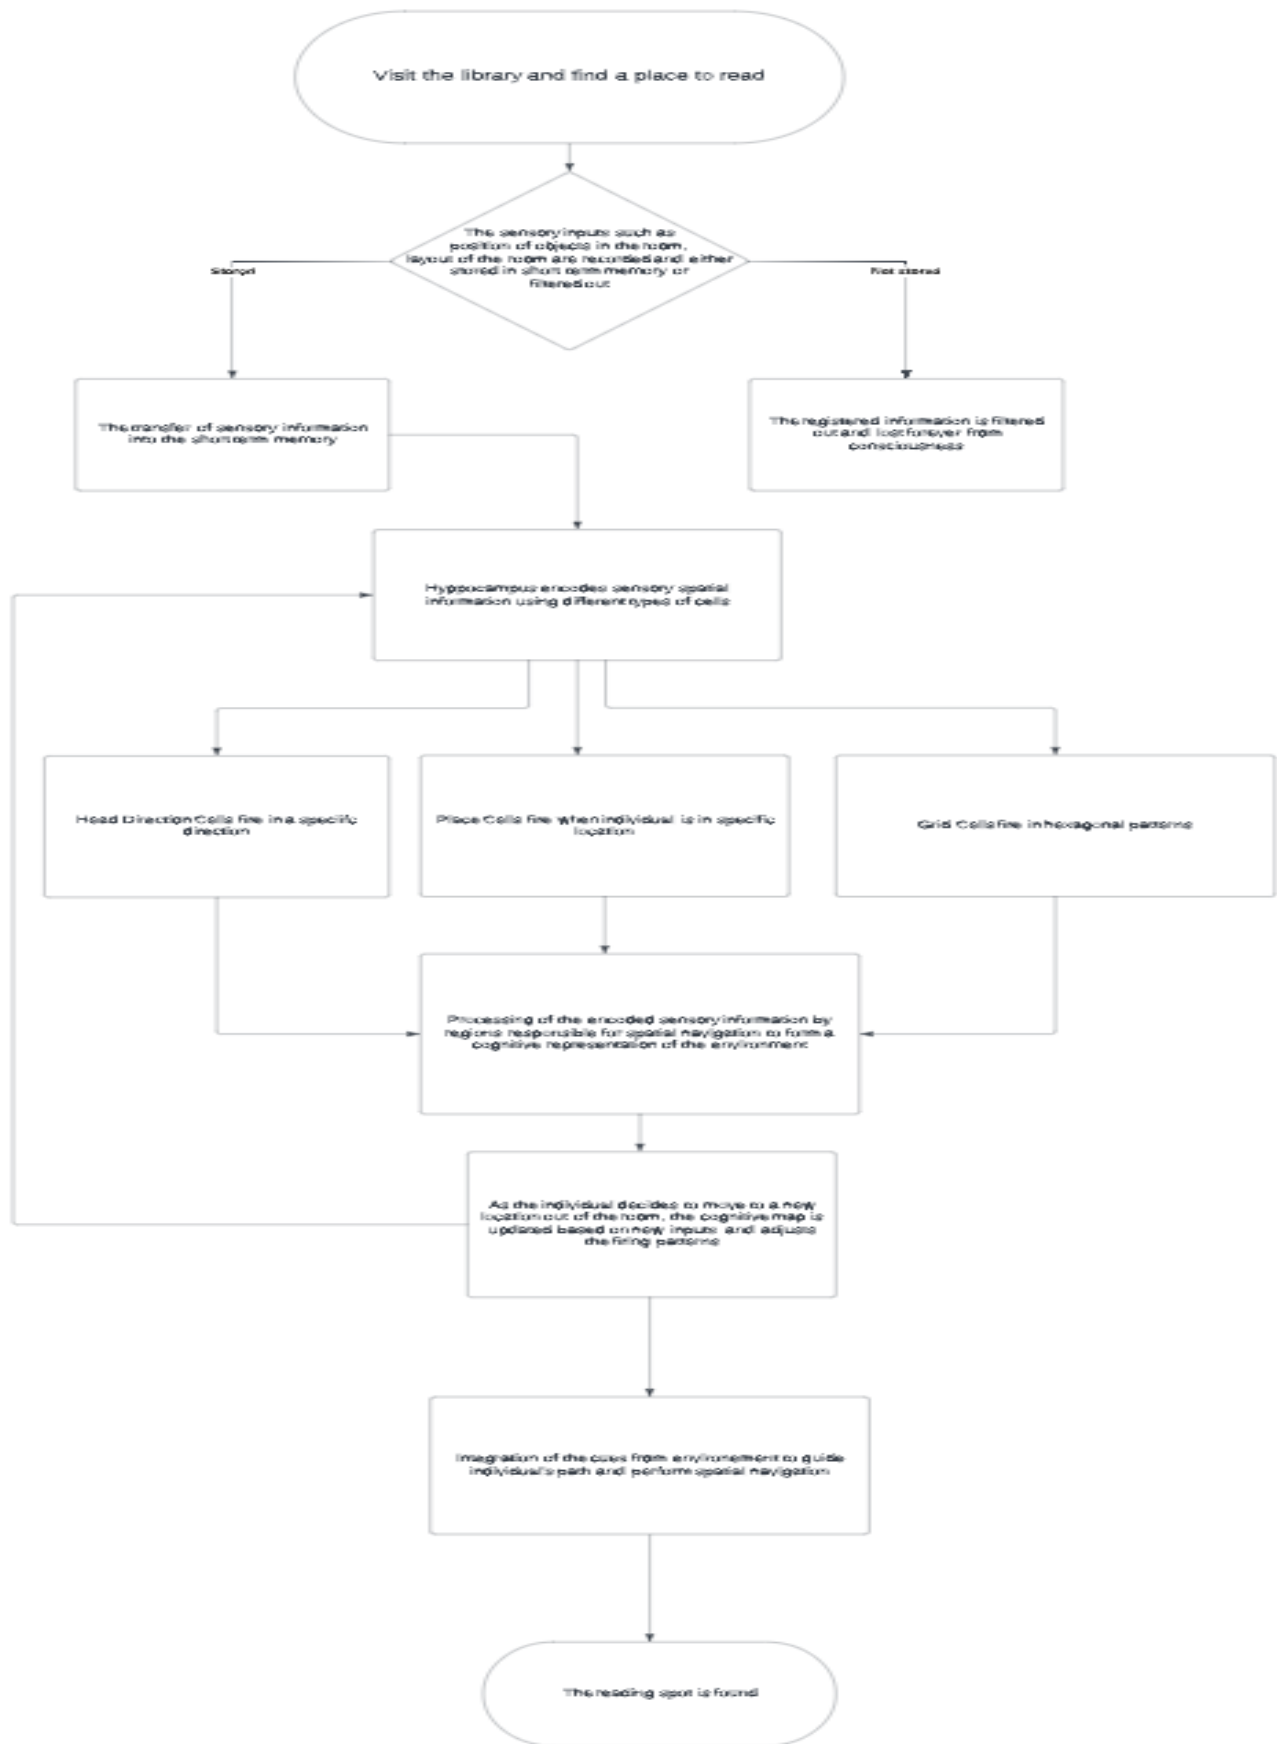 Visit the library and find a place to read
The sensory inputs such as
position of objects in the room,
layout of the room are recorded and either
stored in short term memory or
filtered out
Stored
Not stored
The transfer of sensory information
into the short term memory
The registered information is filtered
out and lost forever from
consciousness
Hyppocampus encodes sensory spatial
information using different types of cells
Head Direction Cells fire in a specific
direction
Place Cells fire when individual is in specific
location
Grid Cells fire in hexagonal patterns
Processing of the encoded sensory information by
regions responsible for spatial navigation to form a
cognitive representation of the environment
As the individual decides to move to a new
location out of the room, the cognitive map is
updated based on new inputs and adjusts
the firing patterns
Integration of the cues from environement to guide
individual's path and perform spatial navigation
The reading spot is found